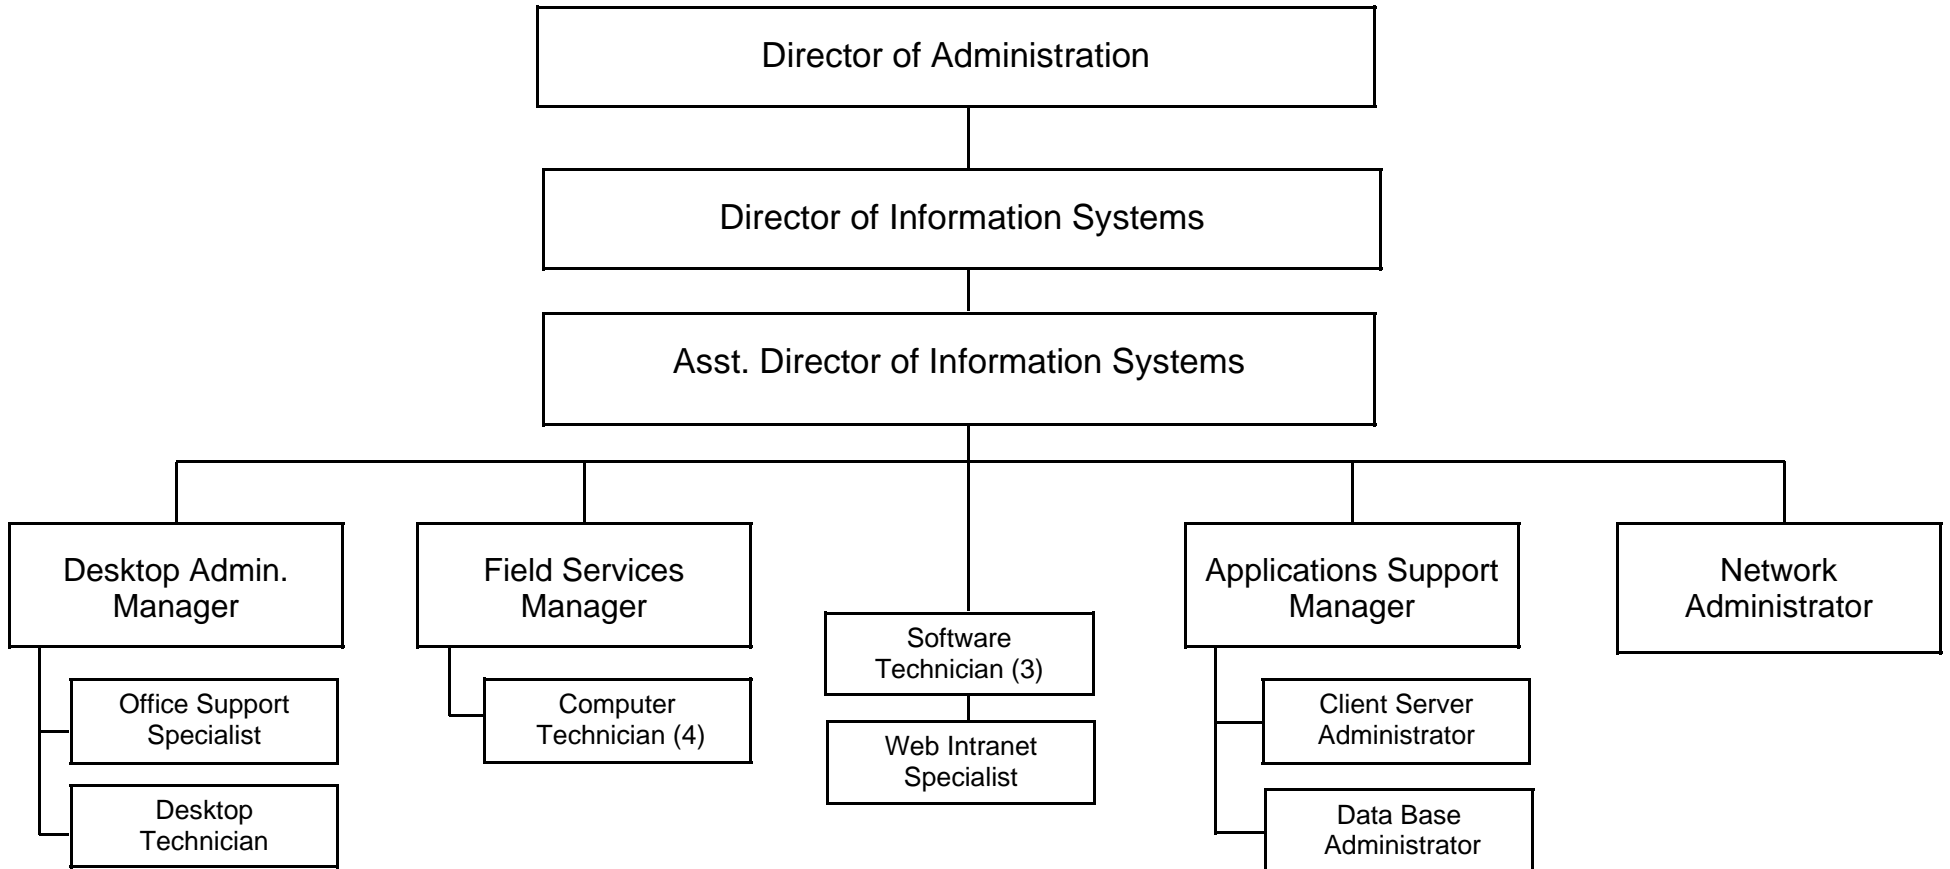 Director of Administration
Director of Information Systems
Asst. Director of Information Systems
Desktop Admin.
Manager
Field Services
Manager
Applications Support
Manager
Network
Administrator
Software
Technician (3)
Office Support
Specialist
Computer
Technician (4)
Web Intranet
Specialist
Client Server
Administrator
Desktop
Technician
Data Base
Administrator